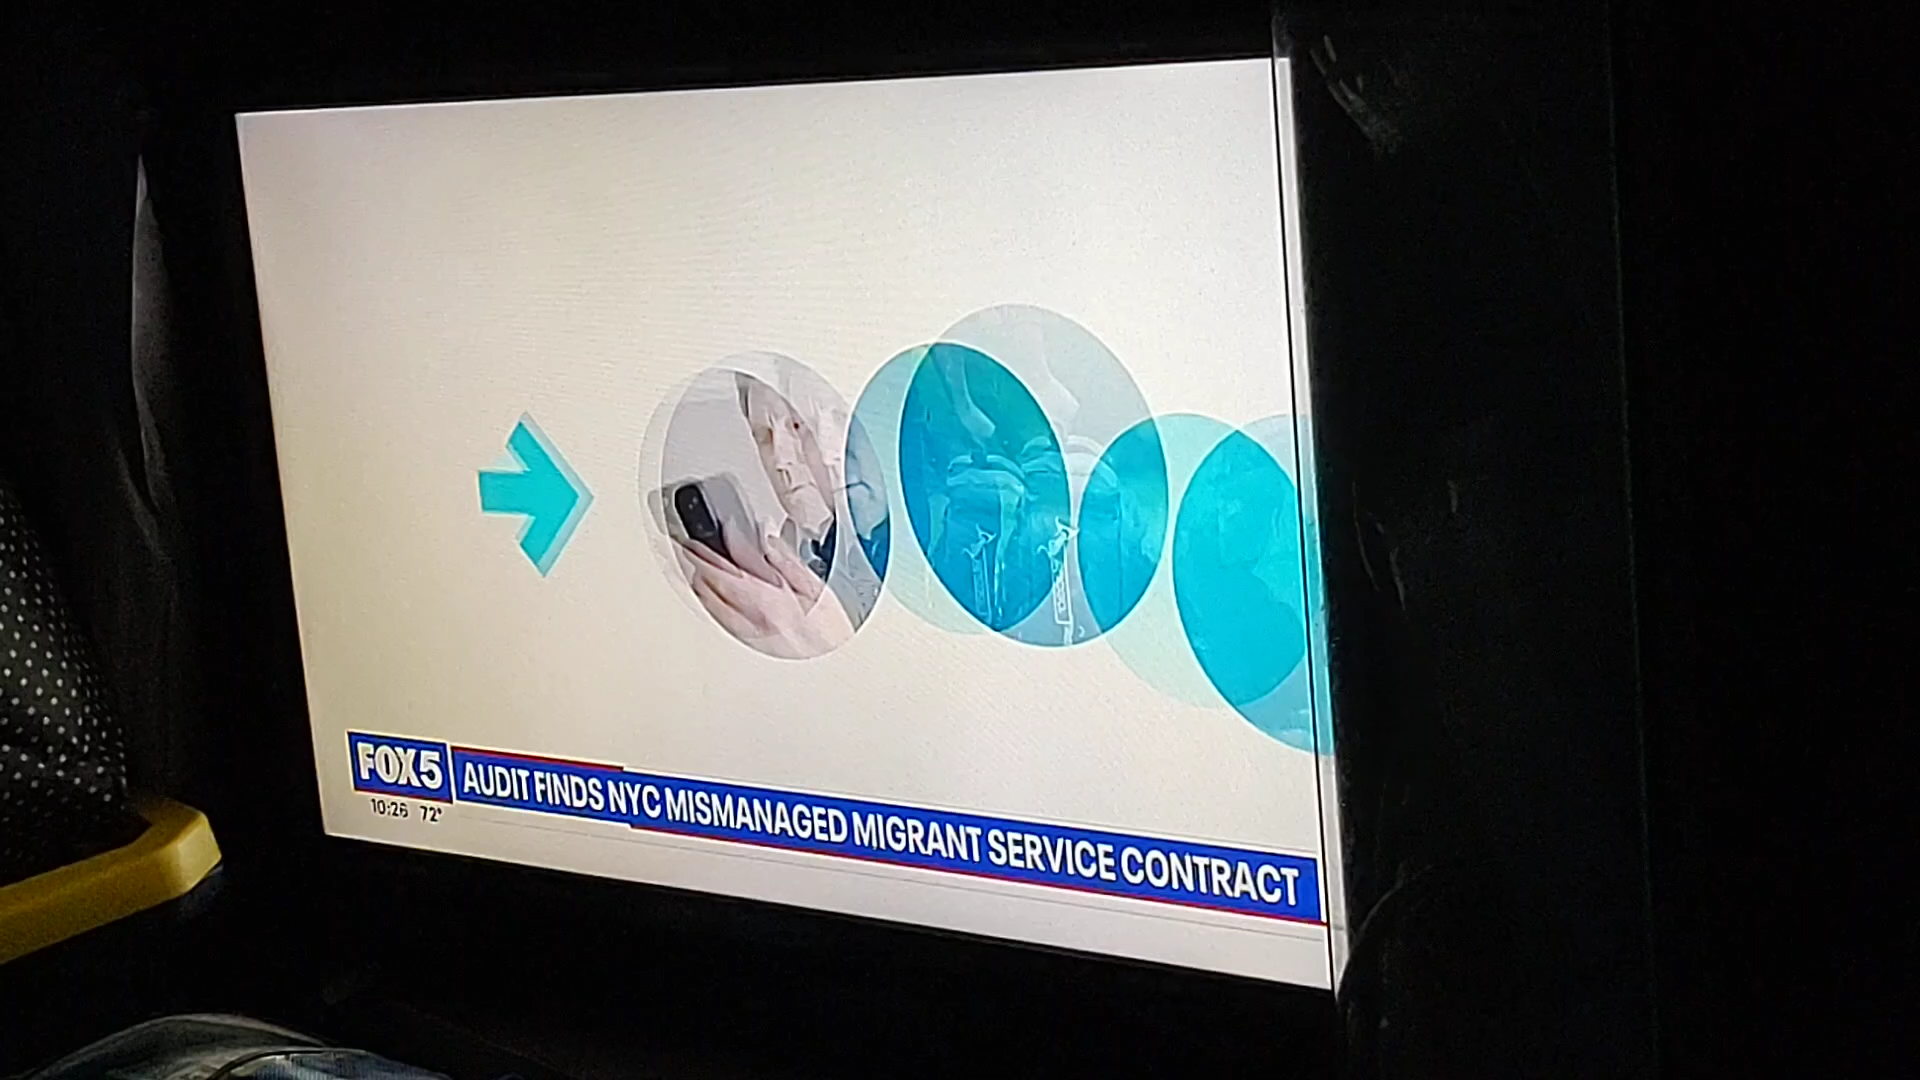 FOX5 AUDIT FINDS NYC MISMANAGED MIGRANT SERVICE CONTRACT
10:26 72°